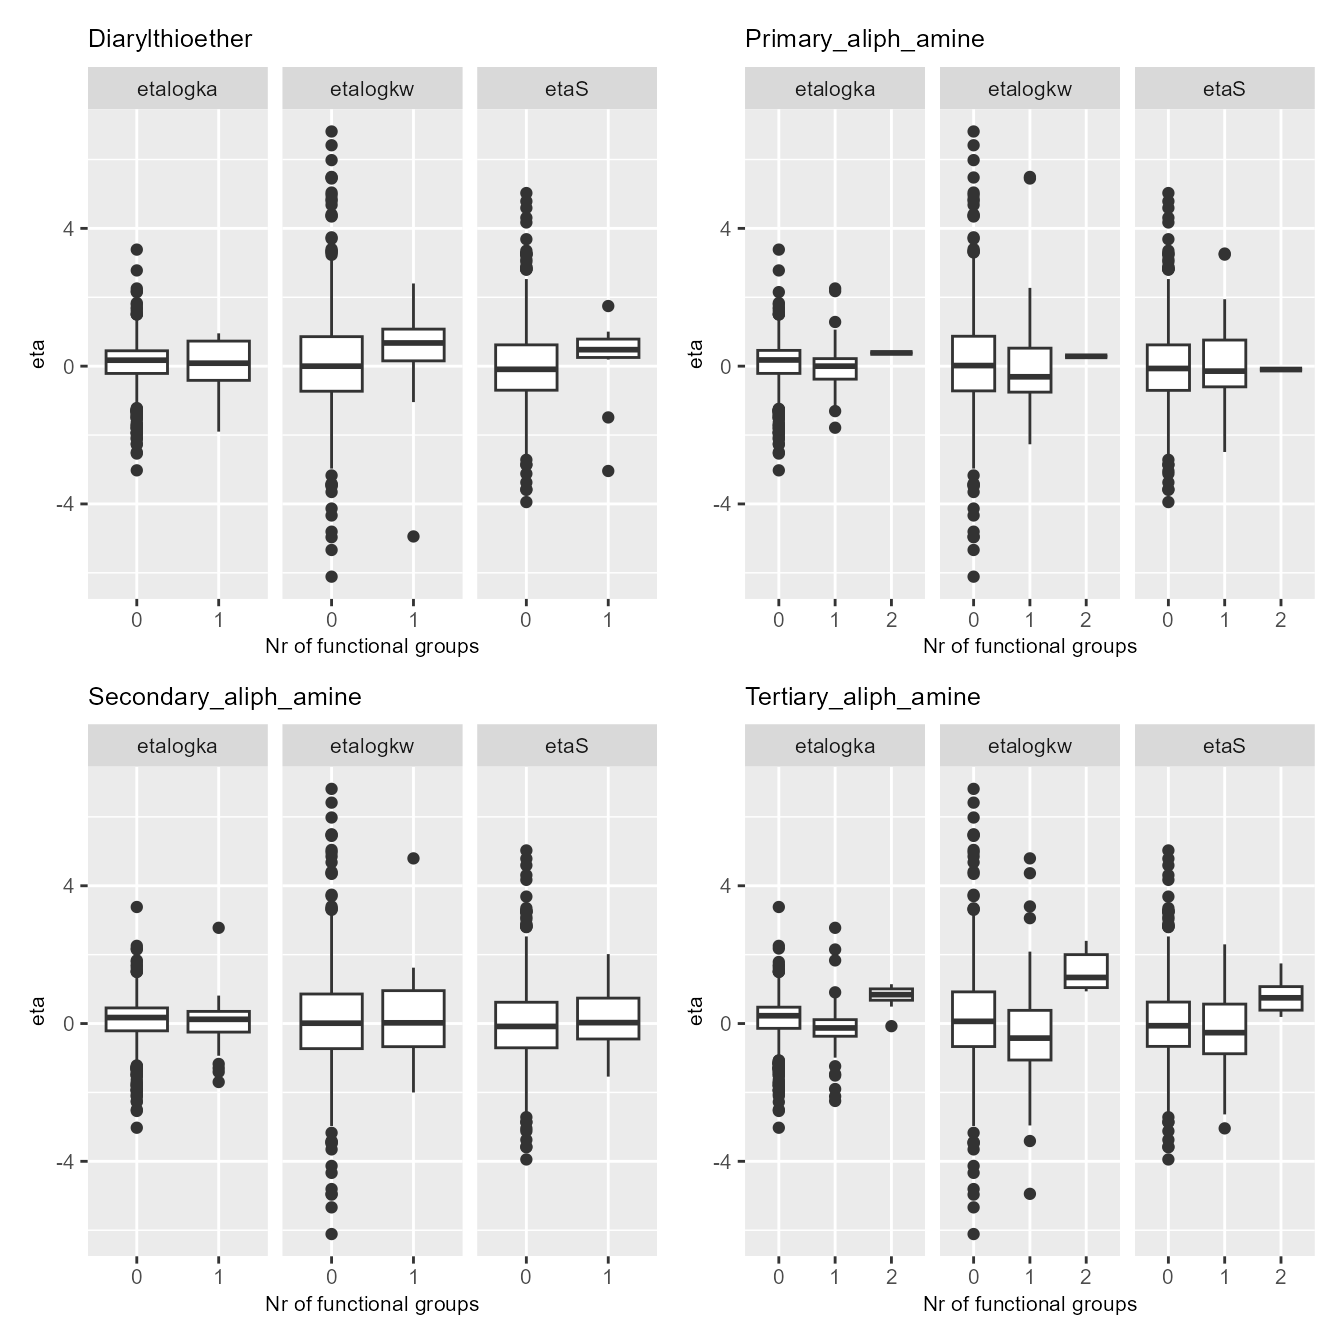 Diarylthioether
etalogka etalogkw etaS
4
0
-4
eta
0 1 0 1 0 1
Nr of functional groups
Primary_aliph_amine
etalogka etalogkw etaS
4
0
-4
eta
0 1 2 0 1 2 0 1 2
Nr of functional groups
Secondary_aliph_amine
etalogka etalogkw etaS
4
0
-4
eta
0 1 0 1 0 1
Nr of functional groups
Tertiary_aliph_amine
etalogka etalogkw etaS
4
0
-4
eta
0 1 2 0 1 2 0 1 2
Nr of functional groups